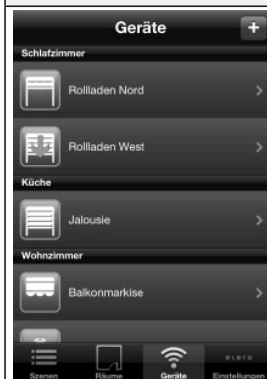 Geräte
+
Schlafzimmer
Rollladen Nord
Rollladen West
Küche
Jalousie
Wohnzimmer
Balkonmarkise
elero
Szenen Räume Geräte Einstellungen